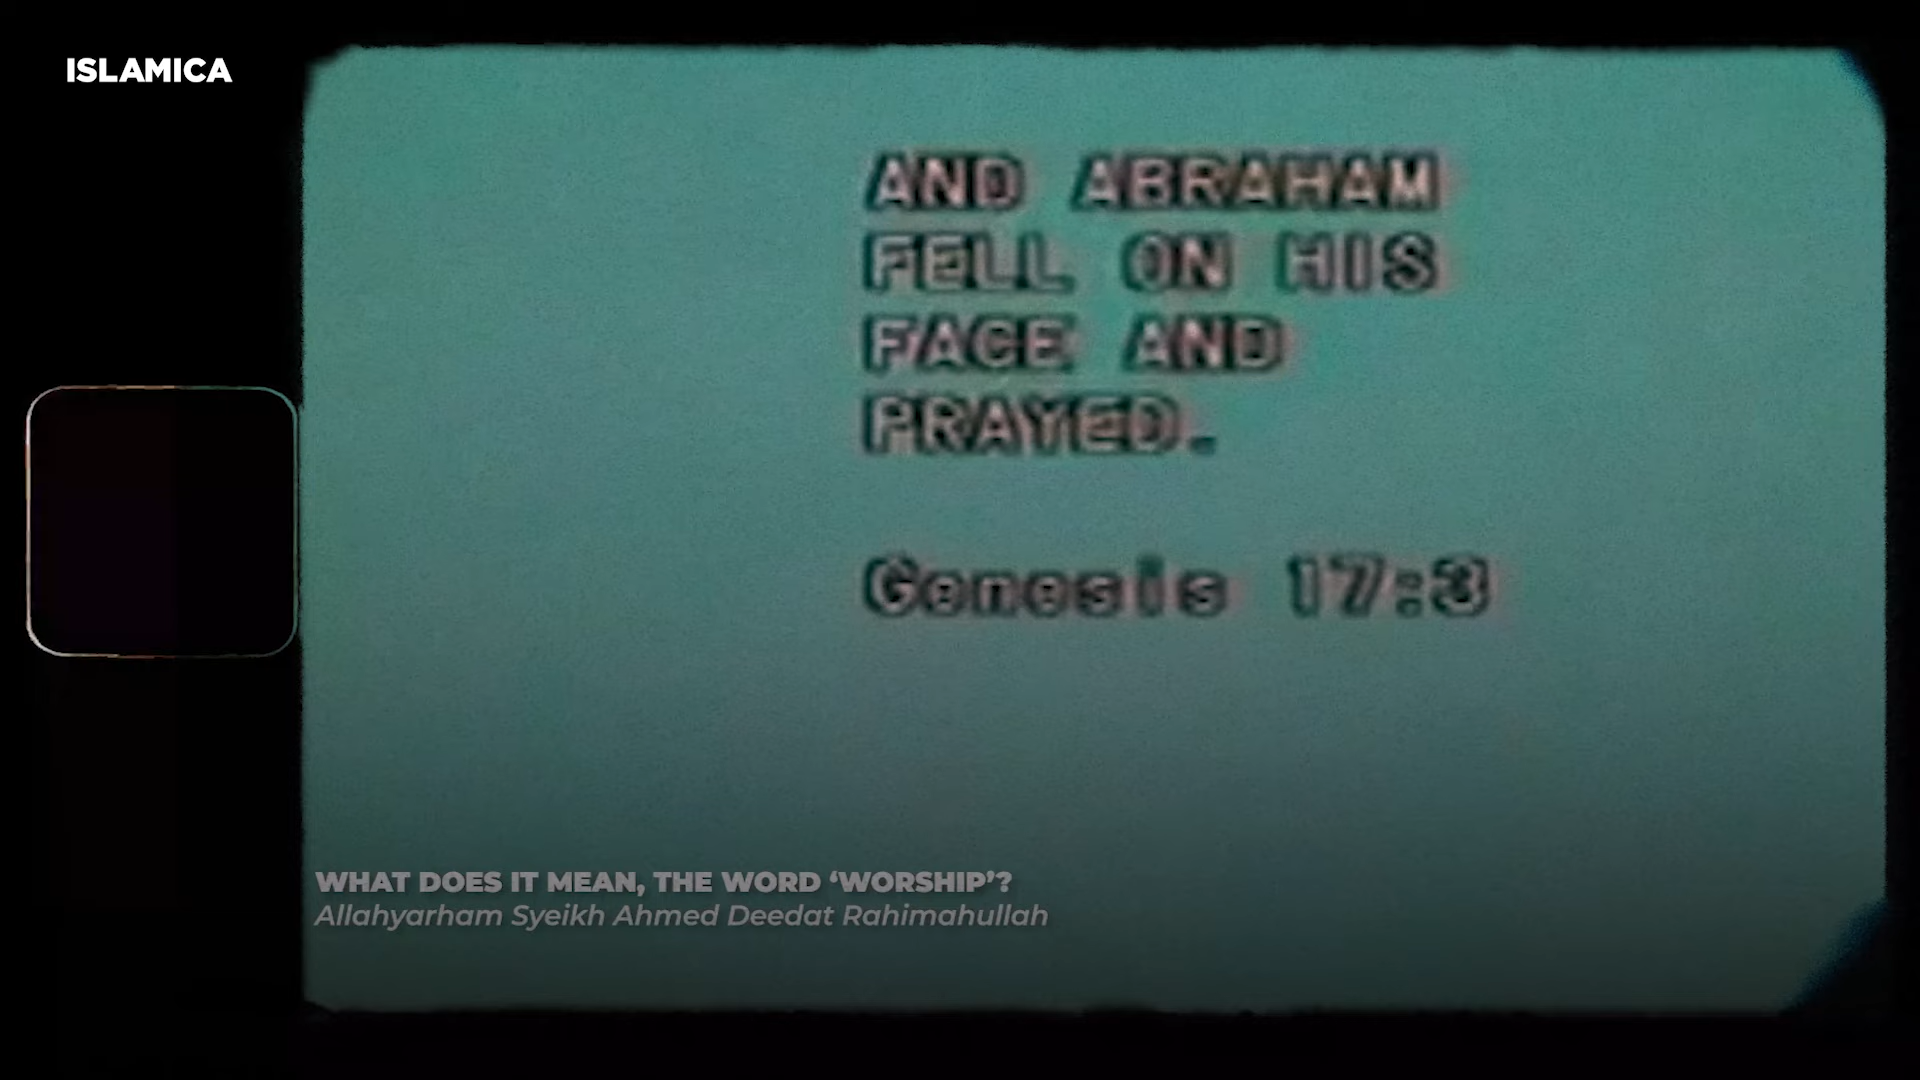 ISLAMICA
AND ABRAHAM
FELL ON HIS
FACE AND
PRAYED.
Genesis 17:3
WHAT DOES IT MEAN, THE WORD ‘WORSHIP’?
Allahyarham Syeikh Ahmed Deedat Rahimahullah